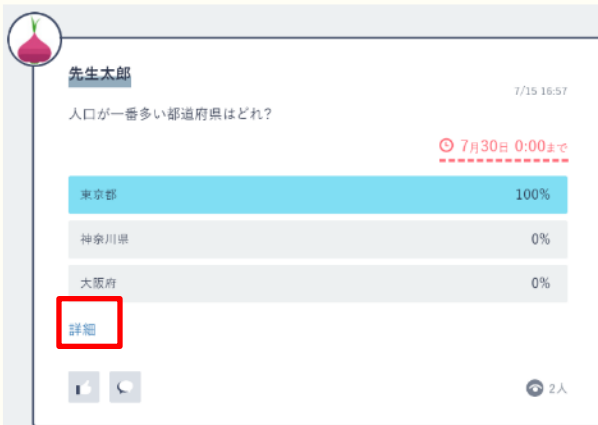 先生太郎
7/15 16:57
人口が一番多い都道府県はどれ?
7月30日 0:00まで
東京都 100%
神奈川県 0%
大阪府 0%
詳細
2人